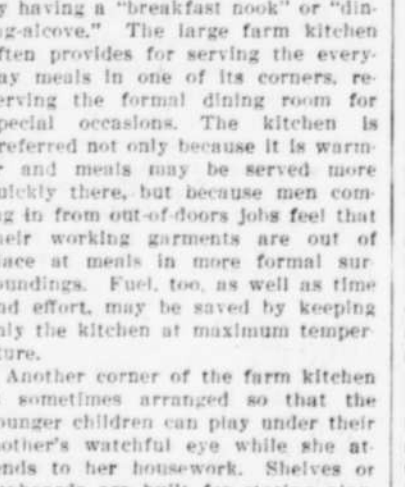 y having a "breakfast nook" or "din-
g-alcove." The large farm kitchen
ften provides for serving the every-
ay meals in one of its corners, re-
erving the formal dining room for
pecial occasions. The kitchen is
referred not only because it is warm-
r and meals may be served more
uickly there, but because men com-
ng in from out-of-doors jobs feel that
heir working garments are out of
lace at meals in more formal sur-
oundings. Fuel, too, as well as time
nd effort, may be saved by keeping
nly the kitchen at maximum temper-
ture.
Another corner of the farm kitchen
s sometimes arranged so that the
ounger children can play under their
other's watchful eye while she at-
ends to her housework. Shelves or